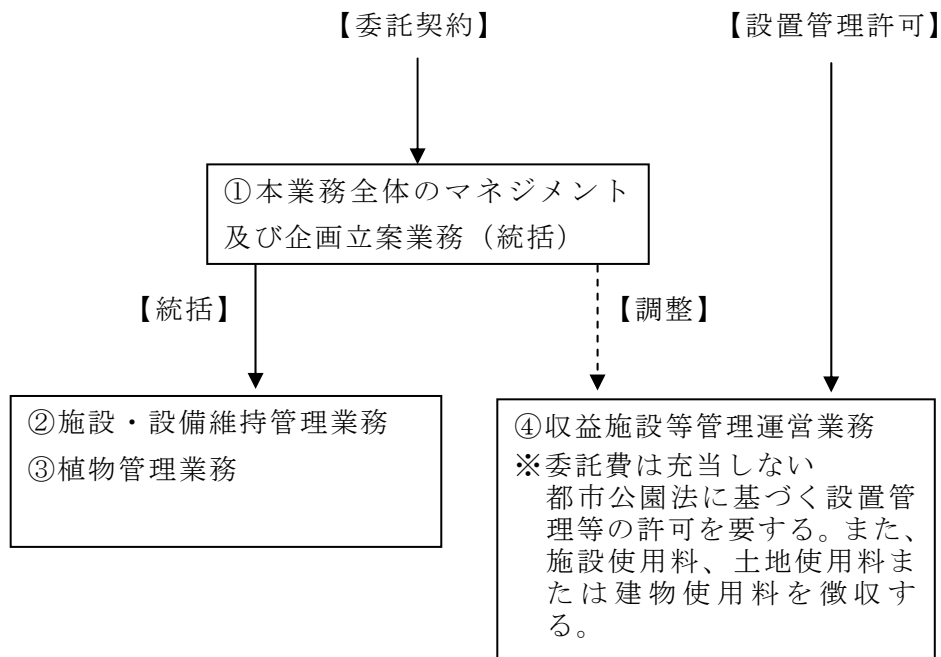 【委託契約】
【設置管理許可】
①本業務全体のマネジメント
及び企画立案業務（統括）
【統括】
【調整】
②施設・設備維持管理業務
③植物管理業務
④収益施設等管理運営業務
※委託費は充当しない
都市公園法に基づく設置管
理等の許可を要する。また、
施設使用料、土地使用料ま
たは建物使用料を徴収す
る。